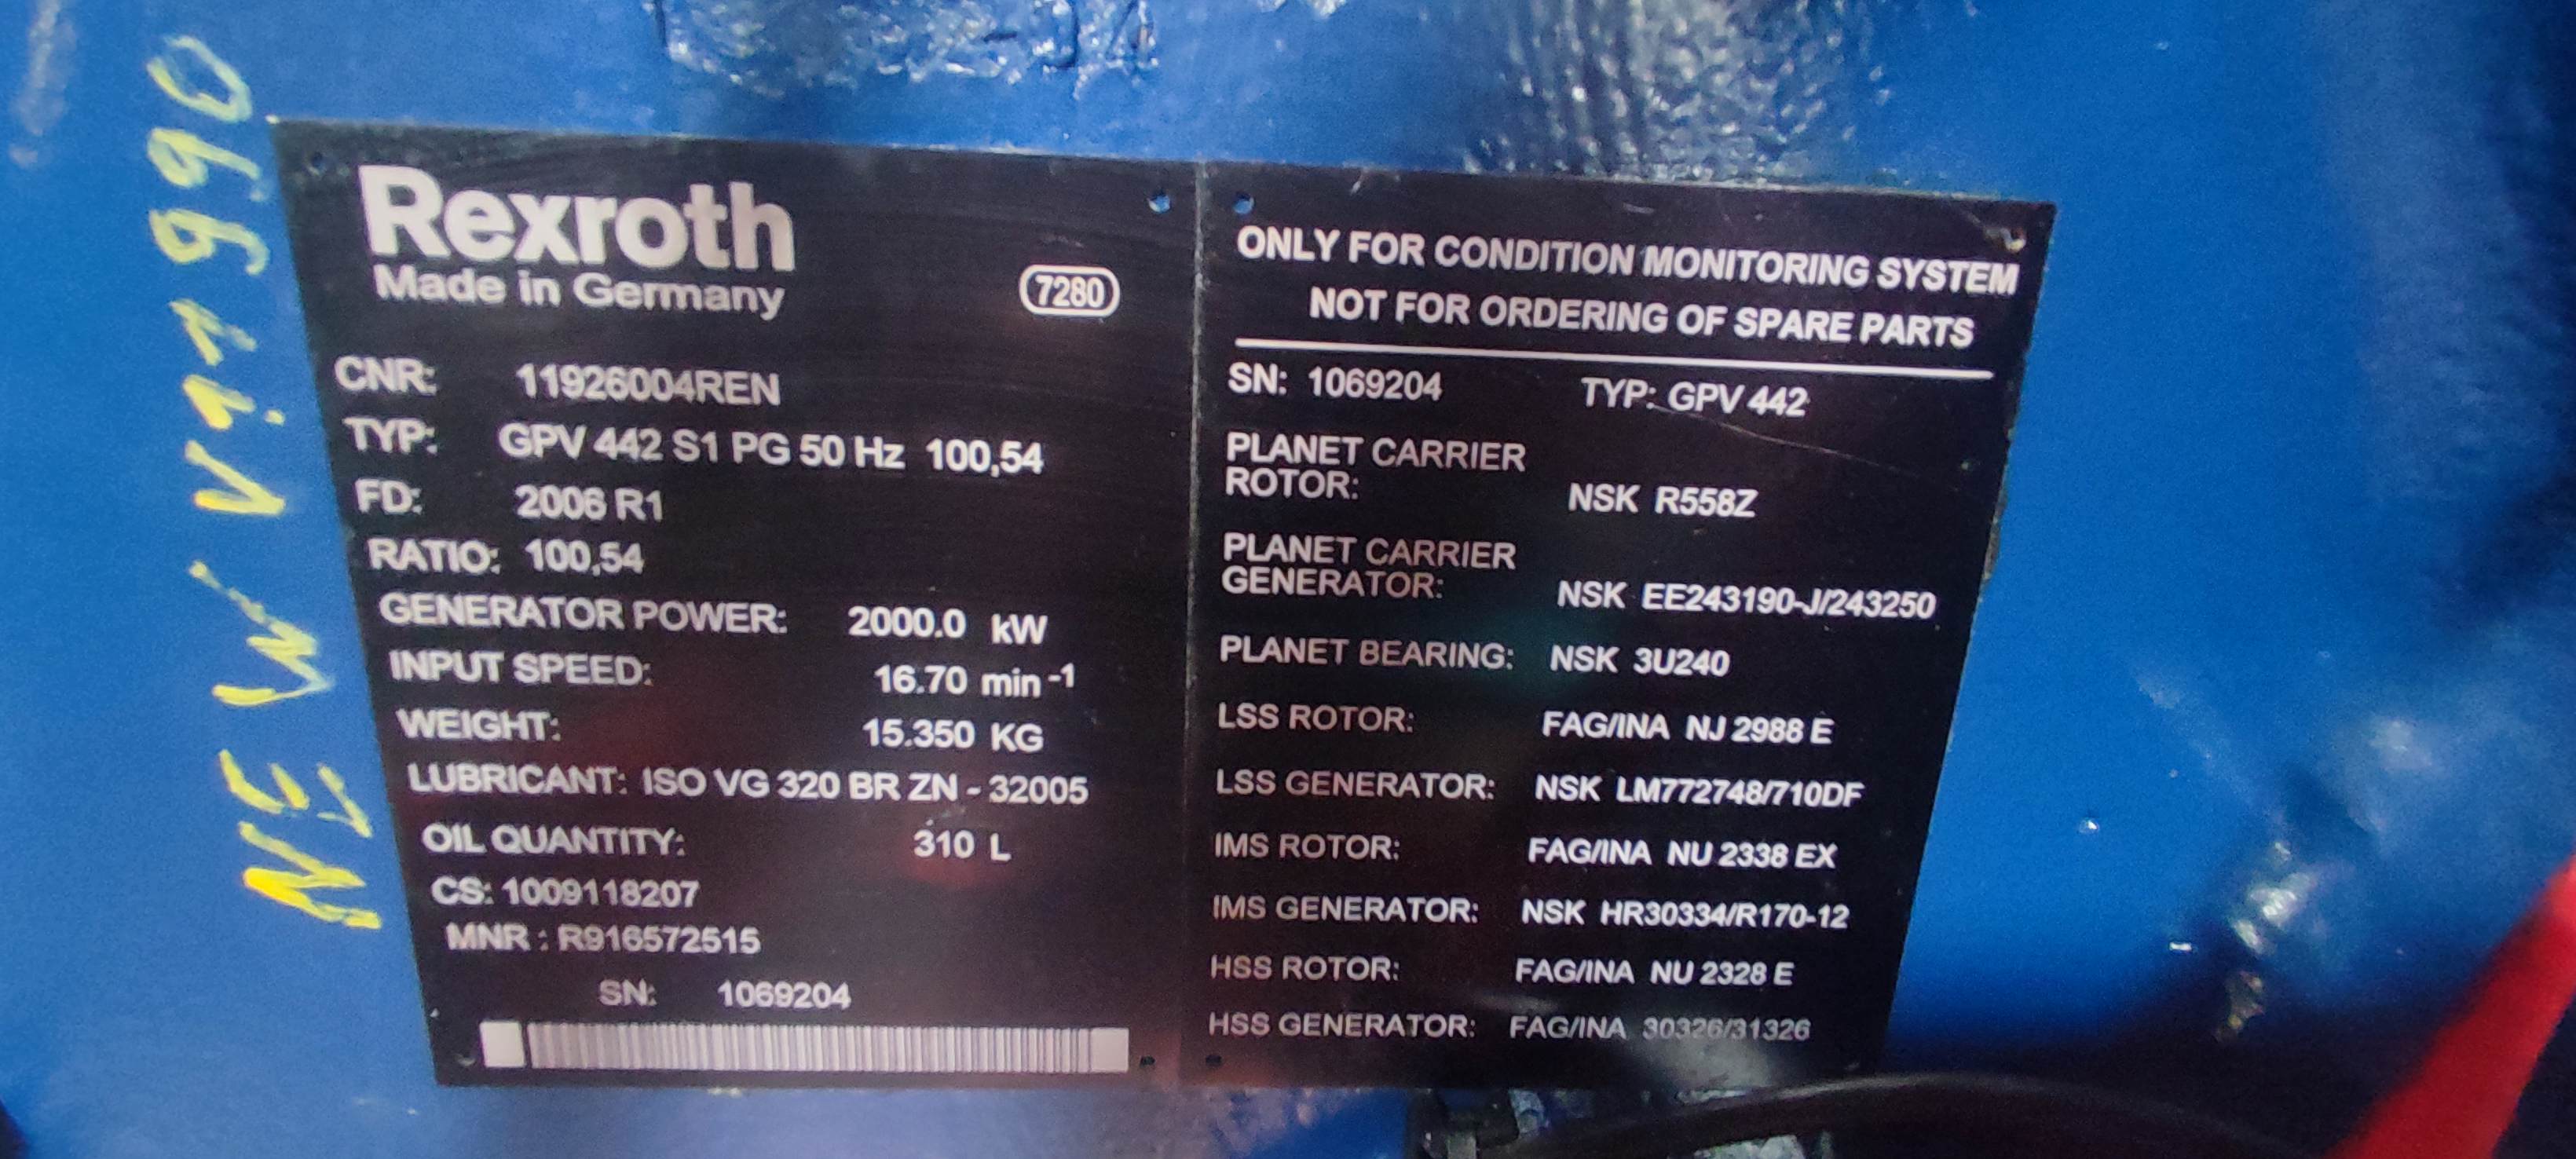 Rexroth
Made in Germany
7280
CNR: 11926004REN
TYP: GPV 442 S1 PG 50 Hz 100,54
FD: 2006 R1
RATIO: 100,54
GENERATOR POWER: 2000.0 kW
INPUT SPEED: 16.70 min-1
WEIGHT: 15.350 KG
LUBRICANT: ISO VG 320 BR ZN - 32005
OIL QUANTITY: 310 L
CS: 1009118207
MNR : R916572515
SN: 1069204
ONLY FOR CONDITION MONITORING SYSTEM
NOT FOR ORDERING OF SPARE PARTS
SN: 1069204 TYP: GPV 442
PLANET CARRIER
ROTOR: NSK R558Z
PLANET CARRIER
GENERATOR: NSK EE243190-J/243250
PLANET BEARING: NSK 3U240
LSS ROTOR: FAG/INA NJ 2988 E
LSS GENERATOR: NSK LM772748/710DF
IMS ROTOR: FAG/INA NU 2338 EX
IMS GENERATOR: NSK HR30334/R170-12
HSS ROTOR: FAG/INA NU 2328 E
HSS GENERATOR: FAG/INA 30326/31326
NEW